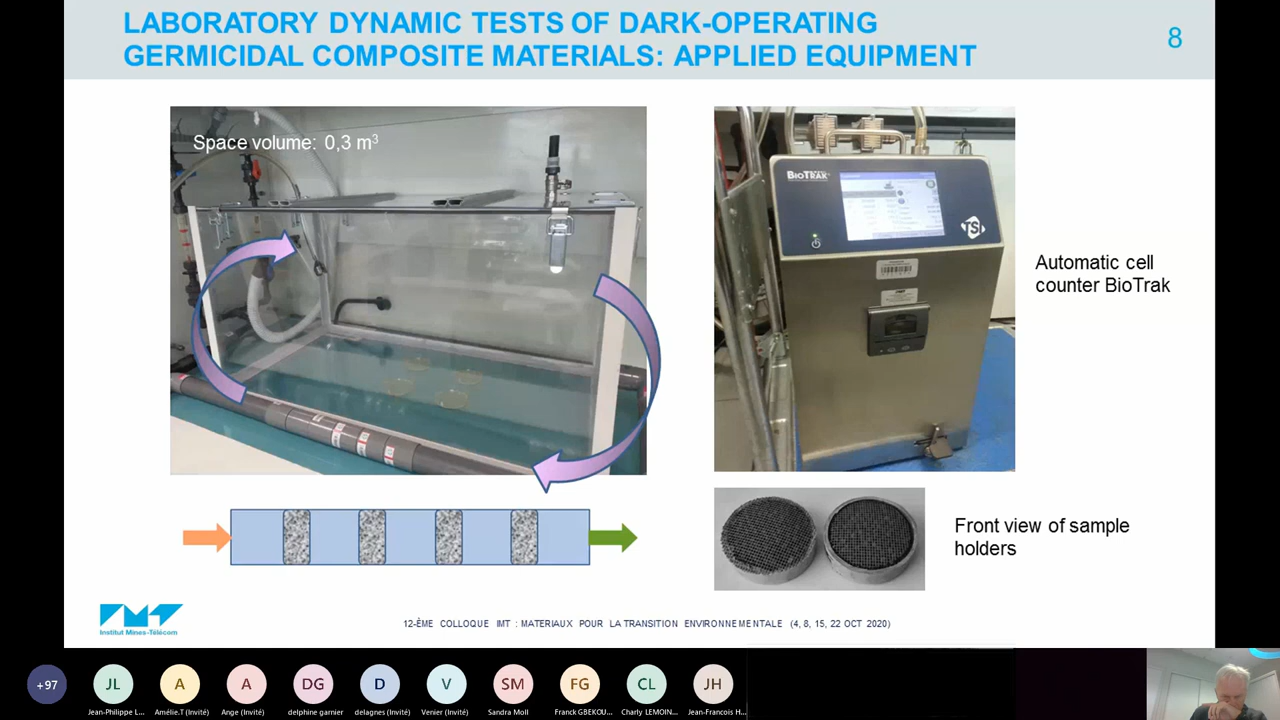 LABORATORY DYNAMIC TESTS OF DARK-OPERATING
GERMICIDAL COMPOSITE MATERIALS: APPLIED EQUIPMENT
8
Space volume: 0,3 m³
BIOTRAK
TSI
Automatic cell
counter BioTrak
Front view of sample
holders
IMT
Institut Mines-Télécom
12-ÈME COLLOQUE IMT : MATERIAUX POUR LA TRANSITION ENVIRONNEMENTALE (4, 8, 15, 22 OCT 2020)
+97
JL
A
A
DG
D
V
SM
FG
CL
JH
Jean-Philippe L...
Amélie.T (Invité)
Ange (Invité)
delphine garnier
delagnes (Invité)
Venier (Invité)
Sandra Moll
Franck GBEKOU...
Charly LEMOIN...
Jean-Francois H...